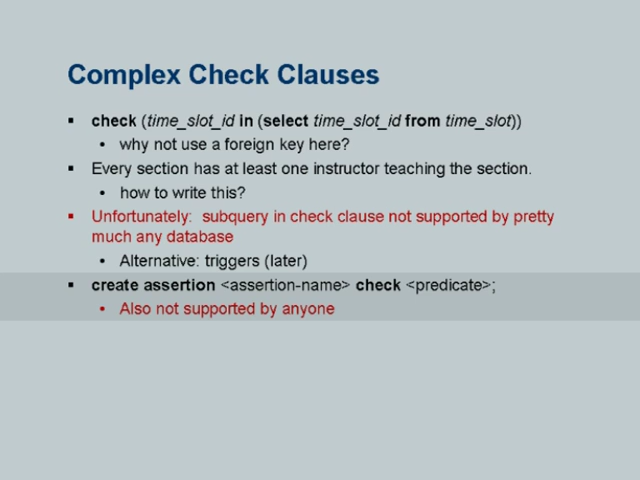 Complex Check Clauses
▪ check (time_slot_id in (select time_slot_id from time_slot))
• why not use a foreign key here?
▪ Every section has at least one instructor teaching the section.
• how to write this?
▪ Unfortunately:  subquery in check clause not supported by pretty
much any database
• Alternative: triggers (later)
▪ create assertion <assertion-name> check <predicate>;
• Also not supported by anyone